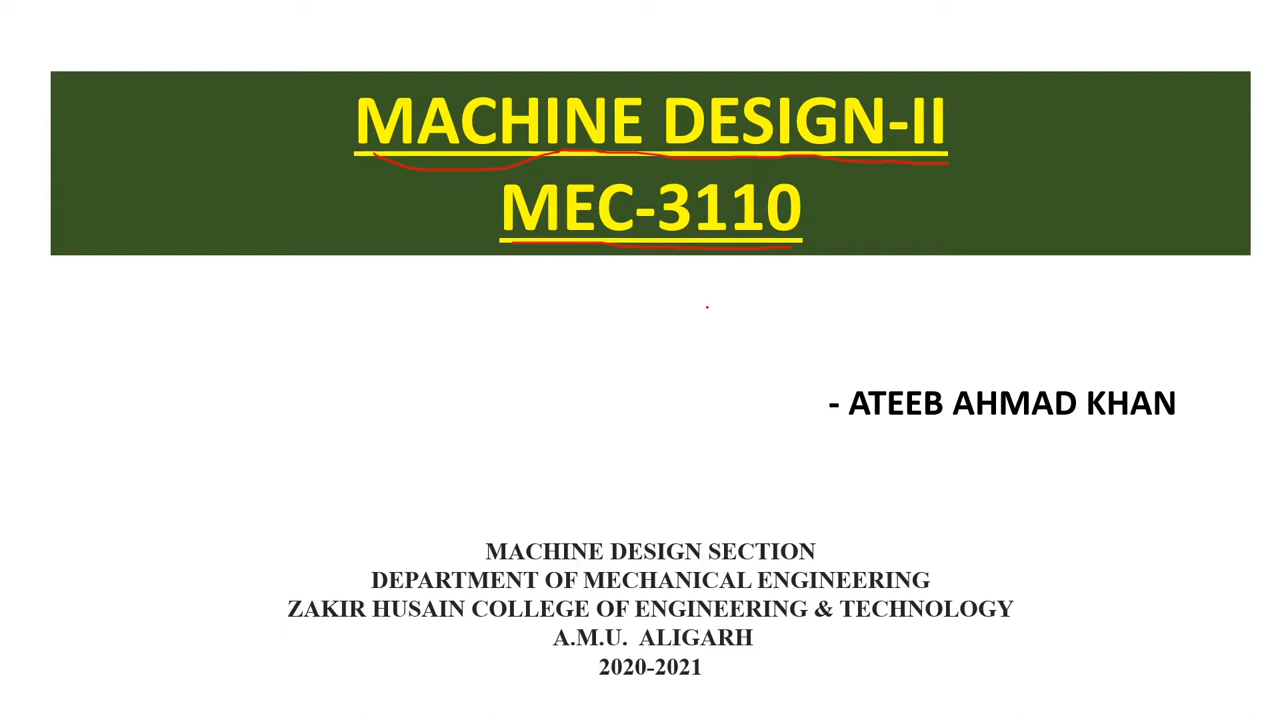 MACHINE DESIGN-II
MEC-3110
- ATEEB AHMAD KHAN
MACHINE DESIGN SECTION
DEPARTMENT OF MECHANICAL ENGINEERING
ZAKIR HUSAIN COLLEGE OF ENGINEERING & TECHNOLOGY
A.M.U. ALIGARH
2020-2021